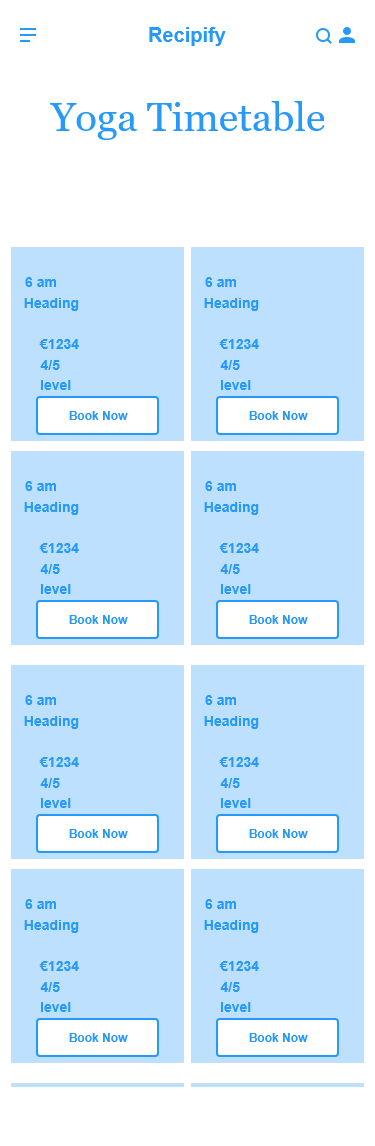 Recipify
Yoga Timetable
6 am
Heading
€1234
4/5
level
Book Now
6 am
Heading
€1234
4/5
level
Book Now
6 am
Heading
€1234
4/5
level
Book Now
6 am
Heading
€1234
4/5
level
Book Now
6 am
Heading
€1234
4/5
level
Book Now
6 am
Heading
€1234
4/5
level
Book Now
6 am
Heading
€1234
4/5
level
Book Now
6 am
Heading
€1234
4/5
level
Book Now